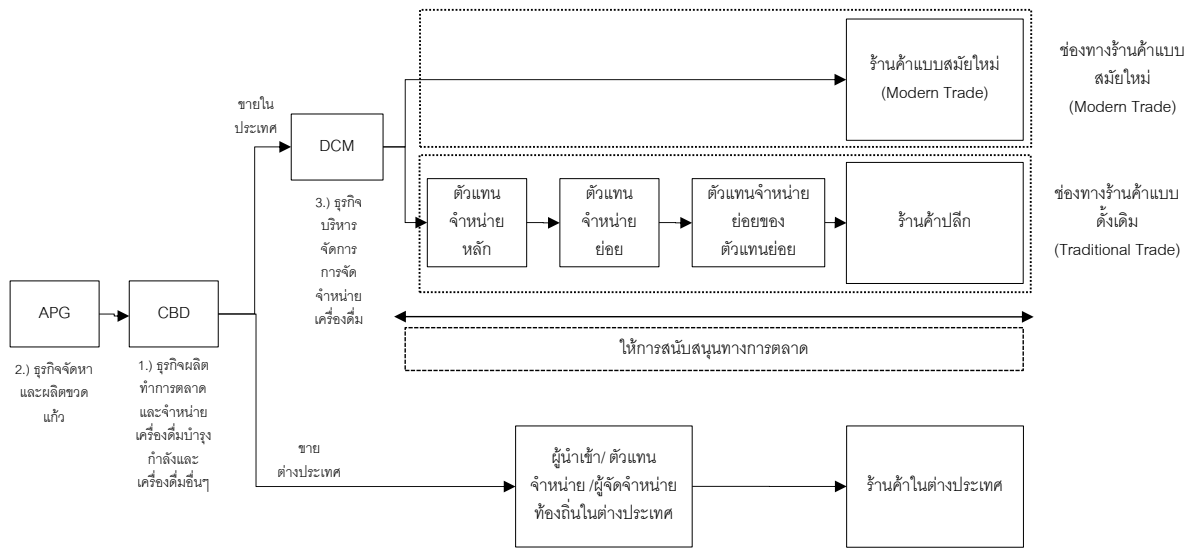 ร้านค้าแบบสมัยใหม่
(Modern Trade)
ช่องทางร้านค้าแบบ
สมัยใหม่
(Modern Trade)
ขายใน
ประเทศ
DCM
3.) ธุรกิจ
บริหาร
จัดการ
การจัด
จำหน่าย
เครื่องดื่ม
ตัวแทน
จำหน่าย
หลัก
ตัวแทน
จำหน่าย
ย่อย
ตัวแทนจำหน่าย
ย่อยของ
ตัวแทนย่อย
ร้านค้าปลีก
ช่องทางร้านค้าแบบ
ดั้งเดิม
(Traditional Trade)
APG
2.) ธุรกิจจัดหา
และผลิตขวด
แก้ว
CBD
1.) ธุรกิจผลิต
ทำการตลาด
และจำหน่าย
เครื่องดื่มบำรุง
กำลังและ
เครื่องดื่มอื่นๆ
ให้การสนับสนุนทางการตลาด
ขาย
ต่างประเทศ
ผู้นำเข้า/ ตัวแทน
จำหน่าย /ผู้จัดจำหน่าย
ท้องถิ่นในต่างประเทศ
ร้านค้าในต่างประเทศ